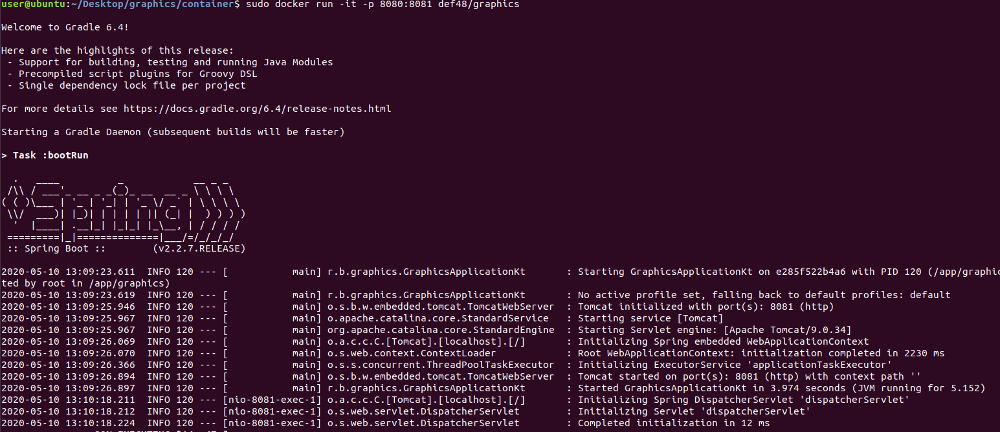 user@ubuntu:~/Desktop/graphics/container$ sudo docker run -it -p 8080:8081 def48/graphics
Welcome to Gradle 6.4!
Here are the highlights of this release:
 - Support for building, testing and running Java Modules
 - Precompiled script plugins for Groovy DSL
 - Single dependency lock file per project
For more details see https://docs.gradle.org/6.4/release-notes.html
Starting a Gradle Daemon (subsequent builds will be faster)
> Task :bootRun
  .   ____          _            __ _ _
 /\\ / ___'_ __ _ _(_)_ __  __ _ \ \ \ \
( ( )\___ | '_ | '_| | '_ \/ _` | \ \ \ \
 \\/  ___)| |_)| | | | | || (_| |  ) ) ) )
  '  |____| .__|_| |_|_| |_\__, | / / / /
 =========|_|==============|___/=/_/_/_/
 :: Spring Boot ::        (v2.2.7.RELEASE)
2020-05-10 13:09:23.611  INFO 120 --- [           main] r.b.graphics.GraphicsApplicationKt       : Starting GraphicsApplicationKt on e285f522b4a6 with PID 120 (/app/graphic
ted by root in /app/graphics)
2020-05-10 13:09:23.619  INFO 120 --- [           main] r.b.graphics.GraphicsApplicationKt       : No active profile set, falling back to default profiles: default
2020-05-10 13:09:25.946  INFO 120 --- [           main] o.s.b.w.embedded.tomcat.TomcatWebServer  : Tomcat initialized with port(s): 8081 (http)
2020-05-10 13:09:25.967  INFO 120 --- [           main] o.apache.catalina.core.StandardService   : Starting service [Tomcat]
2020-05-10 13:09:25.967  INFO 120 --- [           main] org.apache.catalina.core.StandardEngine  : Starting Servlet engine: [Apache Tomcat/9.0.34]
2020-05-10 13:09:26.069  INFO 120 --- [           main] o.a.c.c.C.[Tomcat].[localhost].[/]       : Initializing Spring embedded WebApplicationContext
2020-05-10 13:09:26.070  INFO 120 --- [           main] o.s.web.context.ContextLoader            : Root WebApplicationContext: initialization completed in 2230 ms
2020-05-10 13:09:26.366  INFO 120 --- [           main] o.s.s.concurrent.ThreadPoolTaskExecutor  : Initializing ExecutorService 'applicationTaskExecutor'
2020-05-10 13:09:26.894  INFO 120 --- [           main] o.s.b.w.embedded.tomcat.TomcatWebServer  : Tomcat started on port(s): 8081 (http) with context path ''
2020-05-10 13:09:26.897  INFO 120 --- [           main] r.b.graphics.GraphicsApplicationKt       : Started GraphicsApplicationKt in 3.974 seconds (JVM running for 5.152)
2020-05-10 13:10:18.211  INFO 120 --- [nio-8081-exec-1] o.a.c.c.C.[Tomcat].[localhost].[/]       : Initializing Spring DispatcherServlet 'dispatcherServlet'
2020-05-10 13:10:18.212  INFO 120 --- [nio-8081-exec-1] o.s.web.servlet.DispatcherServlet        : Initializing Servlet 'dispatcherServlet'
2020-05-10 13:10:18.224  INFO 120 --- [nio-8081-exec-1] o.s.web.servlet.DispatcherServlet        : Completed initialization in 12 ms